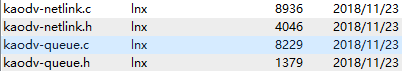 kaodv-netlink.c lnx 8936 2018/11/23
kaodv-netlink.h lnx 4046 2018/11/23
kaodv-queue.c lnx 8229 2018/11/23
kaodv-queue.h lnx 1379 2018/11/23